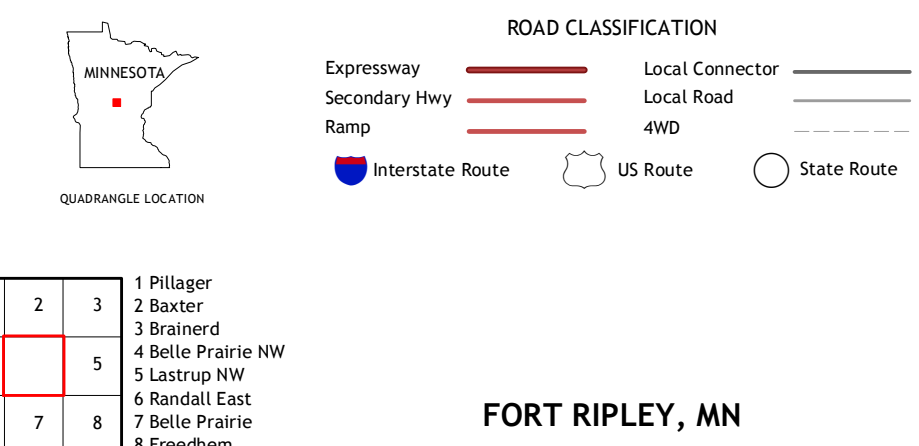 ROAD CLASSIFICATION
MINNESOTA
QUADRANGLE LOCATION
Expressway
Local Connector
Secondary Hwy
Local Road
Ramp
4WD
Interstate Route
US Route
State Route
2 3
5
7 8
1 Pillager
2 Baxter
3 Brainerd
4 Belle Prairie NW
5 Lastrup NW
6 Randall East
7 Belle Prairie
8 Freedhem
FORT RIPLEY, MN